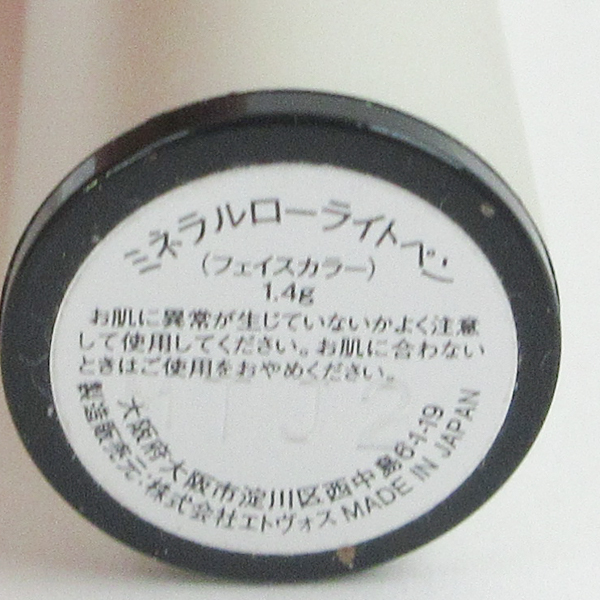 ミネラルローライトペン
(フェイスカラー)
1.4g
お肌に異常が生じていないかよく注意
して使用してください。お肌に合わない
ときはご使用をおやめください。
大阪府大阪市淀川区西中島6-1-19
製造販売元:株式会社エトヴォス MADE IN JAPAN